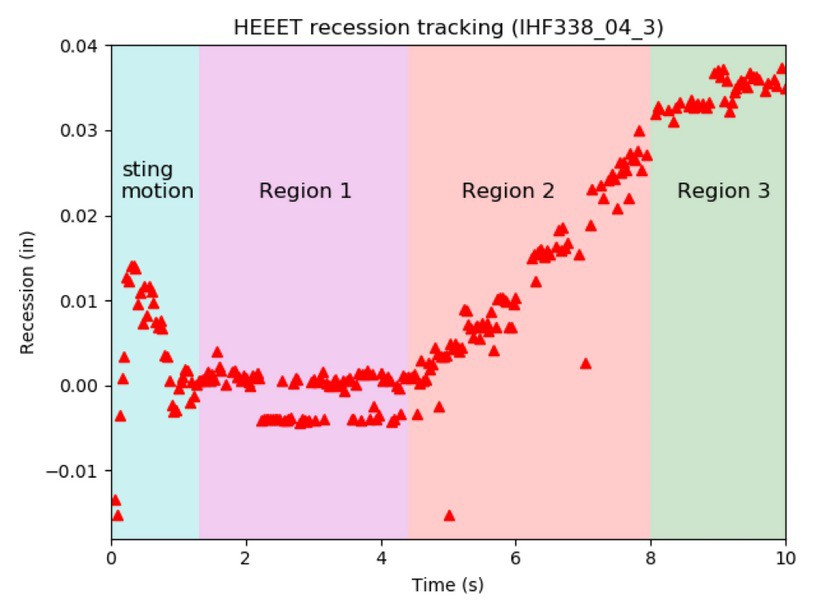 HEEET recession tracking (IHF338_04_3)
0.04
0.03
0.02
0.01
0.00
−0.01
Recession (in)
sting
motion
Region 1
Region 2
Region 3
0
2
4
6
8
10
Time (s)